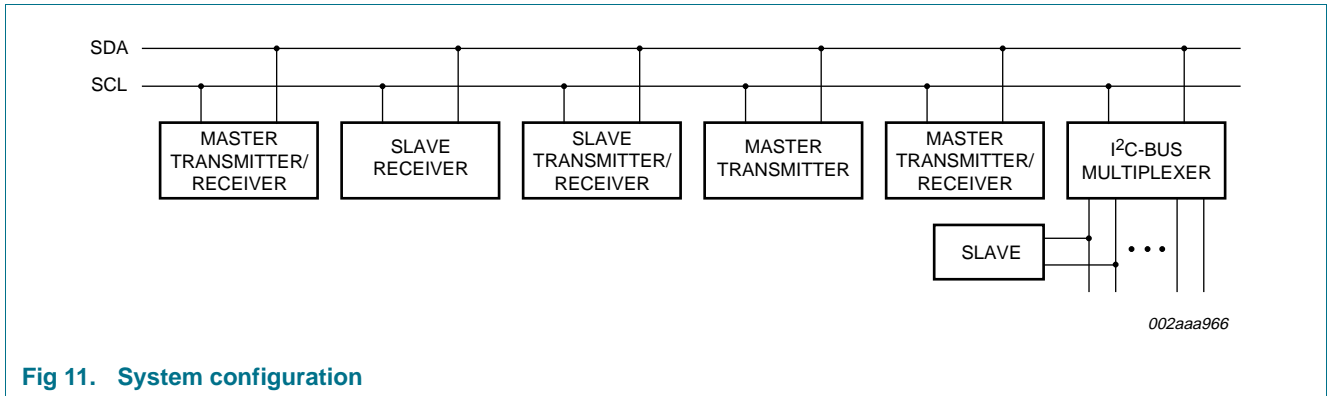 SDA
SCL
MASTER
TRANSMITTER/
RECEIVER
SLAVE
RECEIVER
SLAVE
TRANSMITTER/
RECEIVER
MASTER
TRANSMITTER
MASTER
TRANSMITTER/
RECEIVER
I²C-BUS
MULTIPLEXER
SLAVE
002aaa966
Fig 11. System configuration